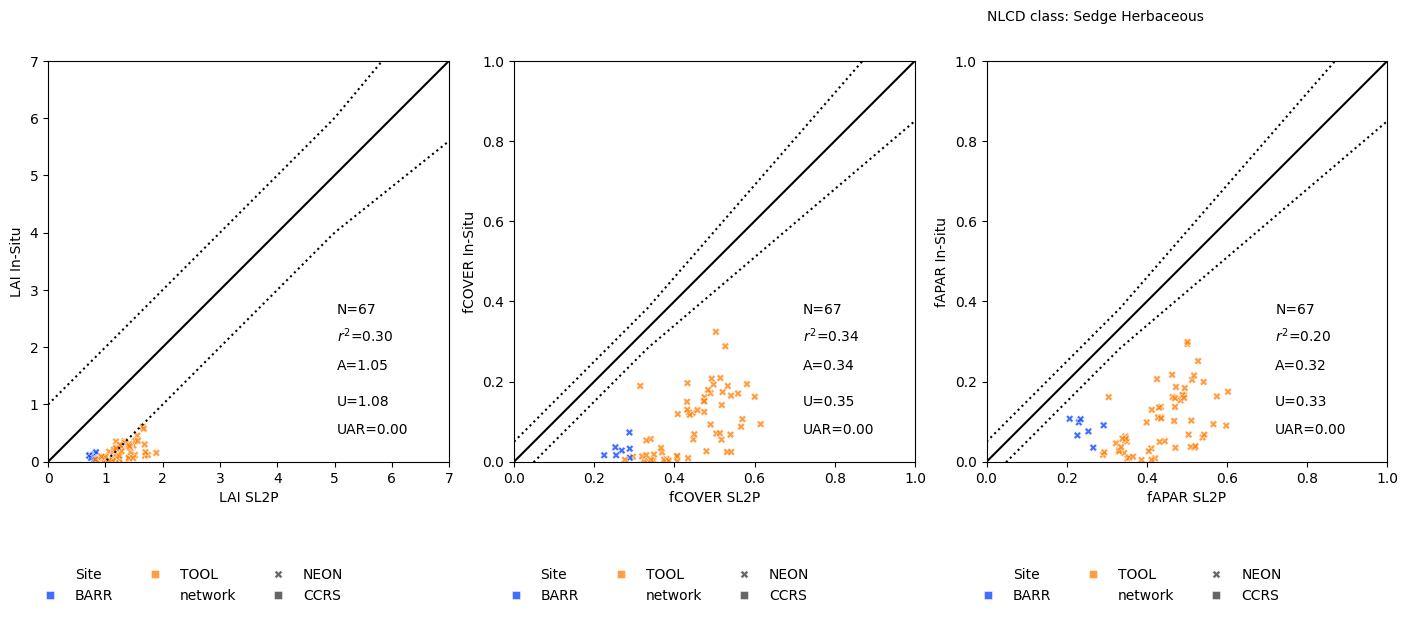 NLCD class: Sedge Herbaceous
7
6
5
4
3
2
1
0
LAI In-Situ
N=67
r²=0.30
A=1.05
U=1.08
UAR=0.00
0 1 2 3 4 5 6 7
LAI SL2P
1.0
0.8
0.6
0.4
0.2
0.0
fCOVER In-Situ
N=67
r²=0.34
A=0.34
U=0.35
UAR=0.00
0.0 0.2 0.4 0.6 0.8 1.0
fCOVER SL2P
1.0
0.8
0.6
0.4
0.2
0.0
fAPAR In-Situ
N=67
r²=0.20
A=0.32
U=0.33
UAR=0.00
0.0 0.2 0.4 0.6 0.8 1.0
fAPAR SL2P
Site TOOL NEON
BARR network CCRS
Site TOOL NEON
BARR network CCRS
Site TOOL NEON
BARR network CCRS